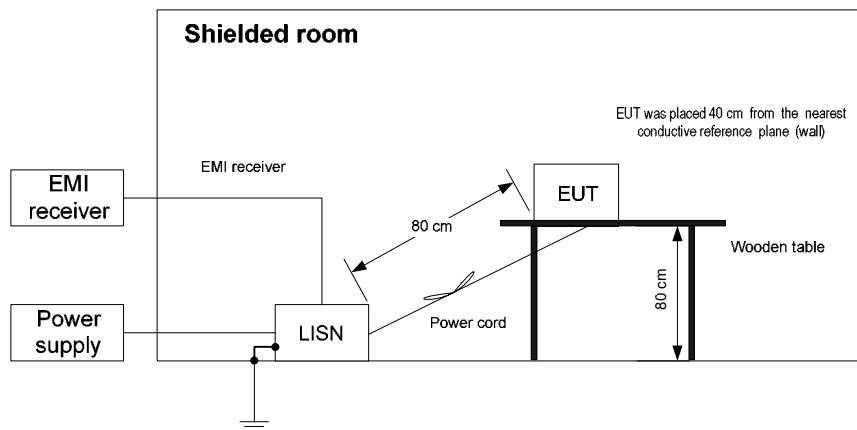 Shielded room
EUT was placed 40 cm from the nearest
conductive reference plane (wall)
EMI receiver
EMI
receiver
EUT
80 cm
Wooden table
80 cm
Power
supply
LISN
Power cord